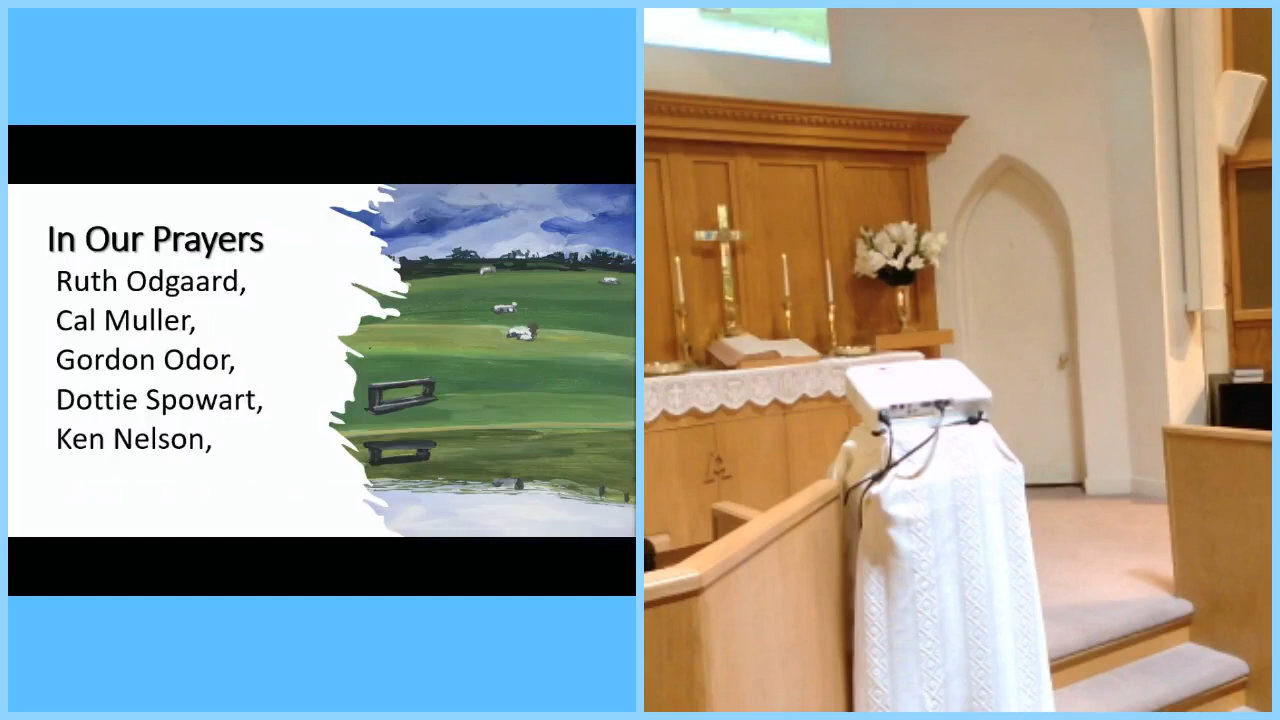 In Our Prayers
Ruth Odgaard,
Cal Muller,
Gordon Odor,
Dottie Spowart,
Ken Nelson,